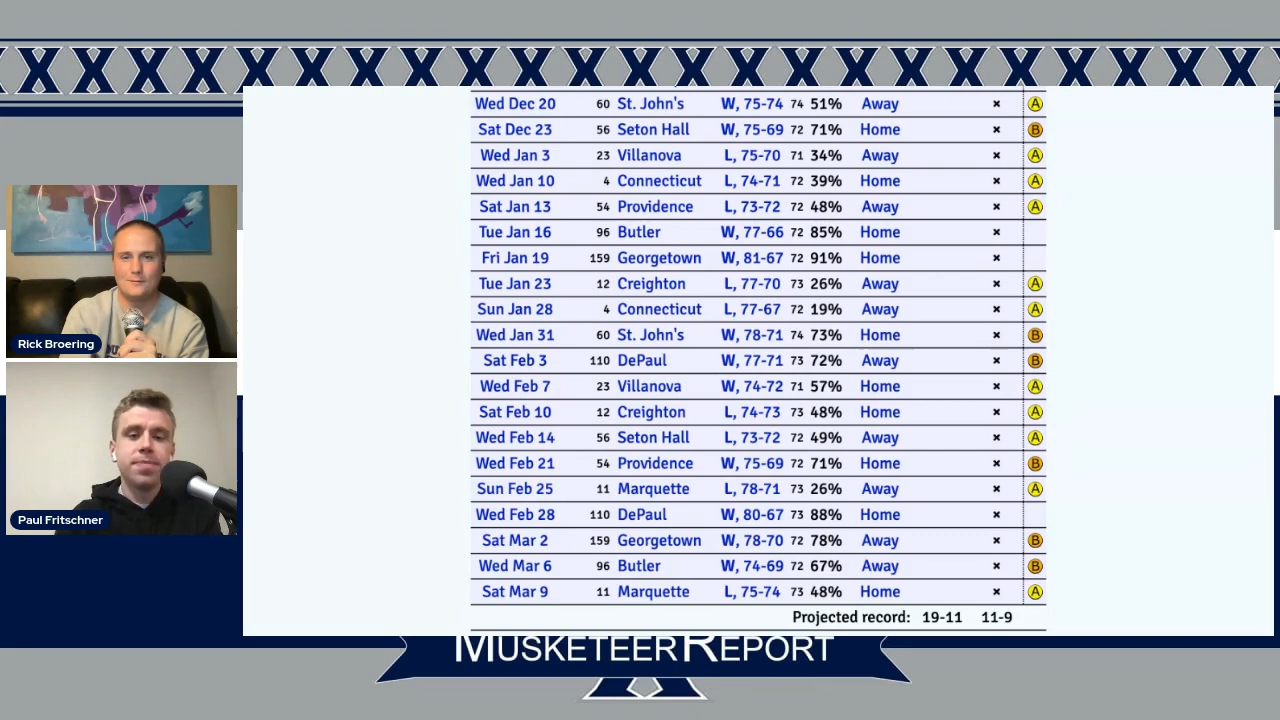 Wed Dec 20 60 St. John's W, 75-74 74 51% Away × A
Sat Dec 23 56 Seton Hall W, 75-69 72 71% Home × B
Wed Jan 3 23 Villanova L, 75-70 71 34% Away × A
Wed Jan 10 4 Connecticut L, 74-71 72 39% Home × A
Sat Jan 13 54 Providence L, 73-72 72 48% Away × A
Tue Jan 16 96 Butler W, 77-66 72 85% Home ×
Fri Jan 19 159 Georgetown W, 81-67 72 91% Home ×
Tue Jan 23 12 Creighton L, 77-70 73 26% Away × A
Sun Jan 28 4 Connecticut L, 77-67 72 19% Away × A
Wed Jan 31 60 St. John's W, 78-71 74 73% Home × B
Sat Feb 3 110 DePaul W, 77-71 73 72% Away × B
Wed Feb 7 23 Villanova W, 74-72 71 57% Home × A
Sat Feb 10 12 Creighton L, 74-73 73 48% Home × A
Wed Feb 14 56 Seton Hall L, 73-72 72 49% Away × A
Wed Feb 21 54 Providence W, 75-69 72 71% Home × B
Sun Feb 25 11 Marquette L, 78-71 73 26% Away × A
Wed Feb 28 110 DePaul W, 80-67 73 88% Home ×
Sat Mar 2 159 Georgetown W, 78-70 72 78% Away × B
Wed Mar 6 96 Butler W, 74-69 72 67% Away × B
Sat Mar 9 11 Marquette L, 75-74 73 48% Home × A
Projected record: 19-11 11-9
Rick Broering
Paul Fritschner
MUSKETEERREPORT